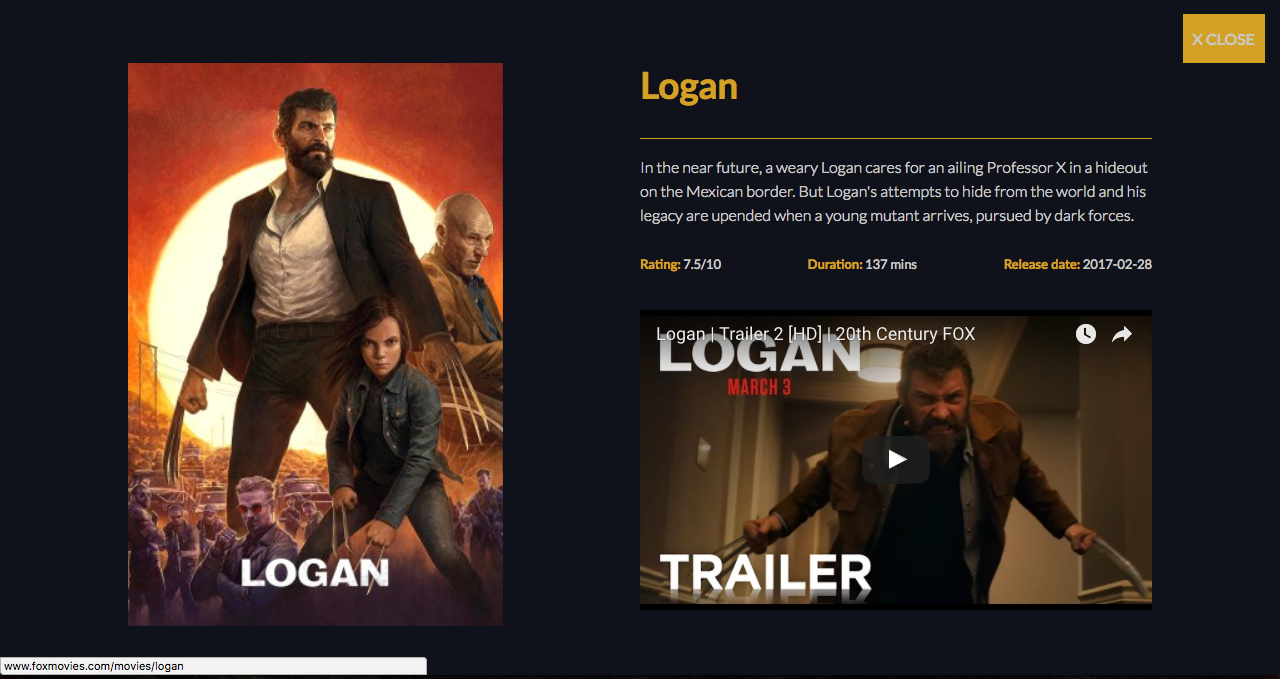 X CLOSE
Logan
In the near future, a weary Logan cares for an ailing Professor X in a hideout
on the Mexican border. But Logan's attempts to hide from the world and his
legacy are upended when a young mutant arrives, pursued by dark forces.
Rating: 7.5/10 Duration: 137 mins Release date: 2017-02-28
Logan | Trailer 2 [HD] | 20th Century FOX
LOGAN
MARCH 3
TRAILER
LOGAN
www.foxmovies.com/movies/logan